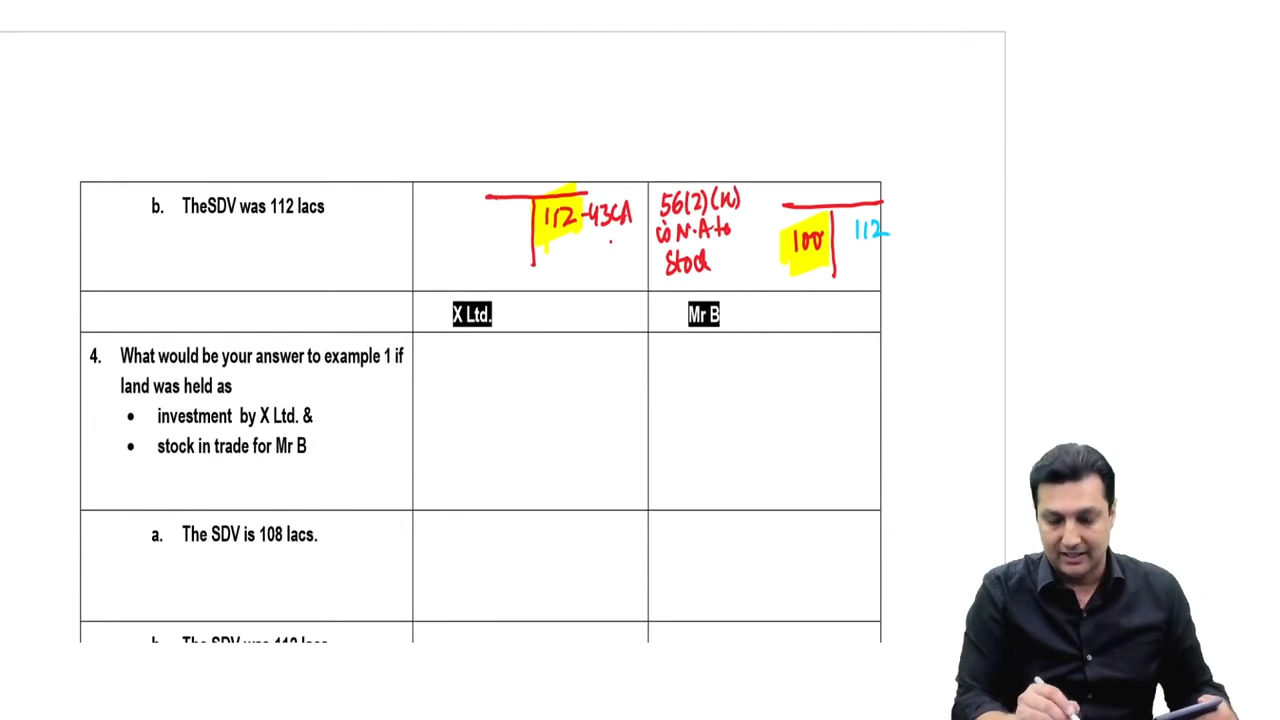 b. TheSDV was 112 lacs
112 - 43CA
56(2)(x)
is N.A to
Stock
100
112
X Ltd.
Mr B
4. What would be your answer to example 1 if
land was held as
• investment by X Ltd. &
• stock in trade for Mr B
a. The SDV is 108 lacs.